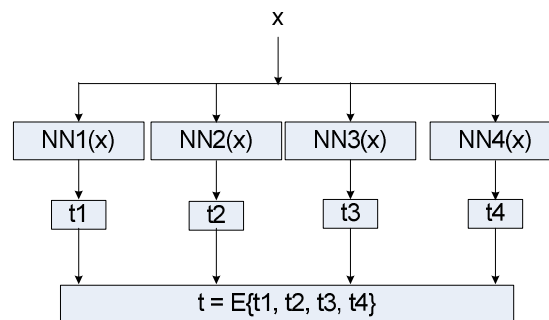 x
NN1(x) NN2(x) NN3(x) NN4(x)
t1 t2 t3 t4
t = E{t1, t2, t3, t4}